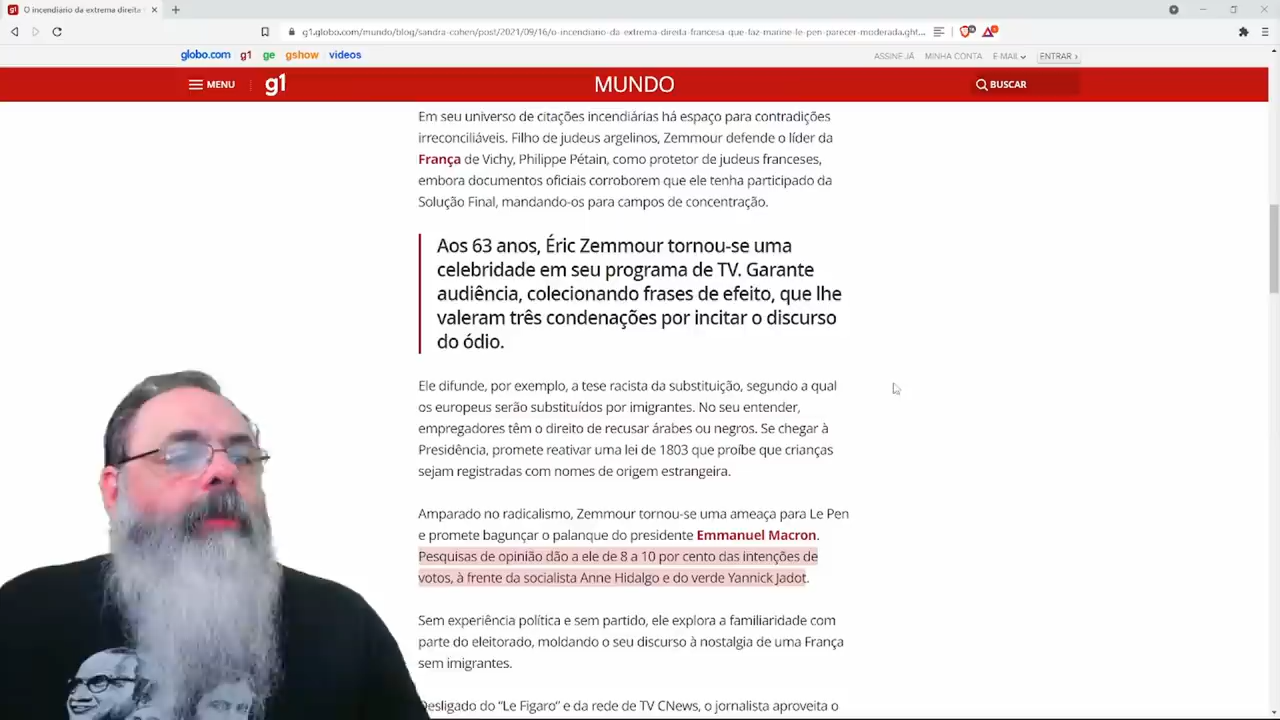 O incendiário da extrema direita
g1.globo.com/mundo/blog/sandra-cohen/post/2021/09/16/o-incendiario-da-extrema-direita-francesa-que-faz-marine-le-pen-parecer-moderada.ght...
globo.com g1 ge gshow videos
ASSINE JÁ MINHA CONTA E-MAIL ENTRAR ›
MENU g1 MUNDO BUSCAR
Em seu universo de citações incendiárias há espaço para contradições
irreconciliáveis. Filho de judeus argelinos, Zemmour defende o líder da
França de Vichy, Philippe Pétain, como protetor de judeus franceses,
embora documentos oficiais corroborem que ele tenha participado da
Solução Final, mandando-os para campos de concentração.
Aos 63 anos, Éric Zemmour tornou-se uma
celebridade em seu programa de TV. Garante
audiência, colecionando frases de efeito, que lhe
valeram três condenações por incitar o discurso
do ódio.
Ele difunde, por exemplo, a tese racista da substituição, segundo a qual
os europeus serão substituídos por imigrantes. No seu entender,
empregadores têm o direito de recusar árabes ou negros. Se chegar à
Presidência, promete reativar uma lei de 1803 que proíbe que crianças
sejam registradas com nomes de origem estrangeira.
Amparado no radicalismo, Zemmour tornou-se uma ameaça para Le Pen
e promete bagunçar o palanque do presidente Emmanuel Macron.
Pesquisas de opinião dão a ele de 8 a 10 por cento das intenções de
votos, à frente da socialista Anne Hidalgo e do verde Yannick Jadot.
Sem experiência política e sem partido, ele explora a familiaridade com
parte do eleitorado, moldando o seu discurso à nostalgia de uma França
sem imigrantes.
Desligado do “Le Figaro” e da rede de TV CNews, o jornalista aproveita o